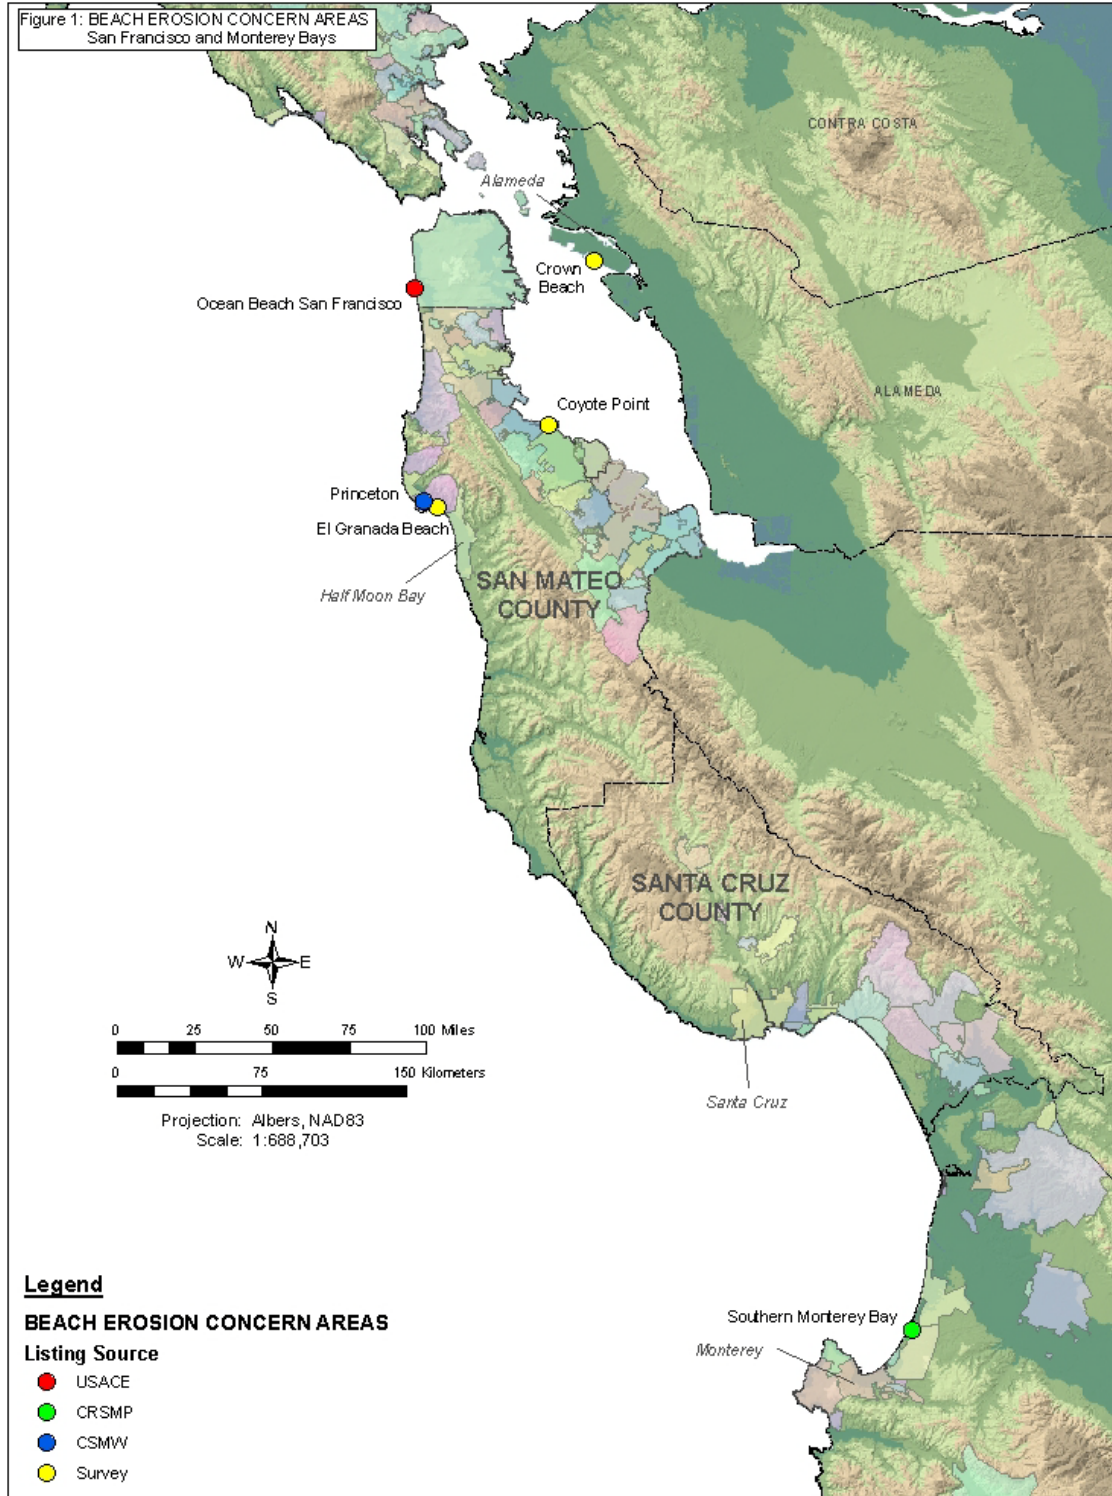 Figure 1: BEACH EROSION CONCERN AREAS
San Francisco and Monterey Bays
CONTRA COSTA
Alameda
Crown
Beach
Ocean Beach San Francisco
ALAMEDA
Coyote Point
Princeton
El Granada Beach
Half Moon Bay
SAN MATEO
COUNTY
SANTA CRUZ
COUNTY
N
W E
S
0 25 50 75 100 Miles
0 75 150 Kilometers
Projection: Albers, NAD83
Scale: 1:688,703
Santa Cruz
Southern Monterey Bay
Monterey
Legend
BEACH EROSION CONCERN AREAS
Listing Source
USACE
CRSMP
CSMW
Survey